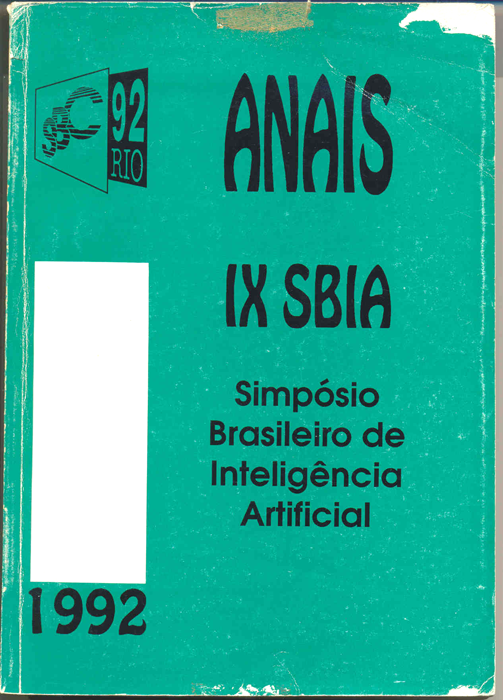 SBC
92
RIO
ANAIS
IX SBIA
Simpósio
Brasileiro de
Inteligência
Artificial
1992